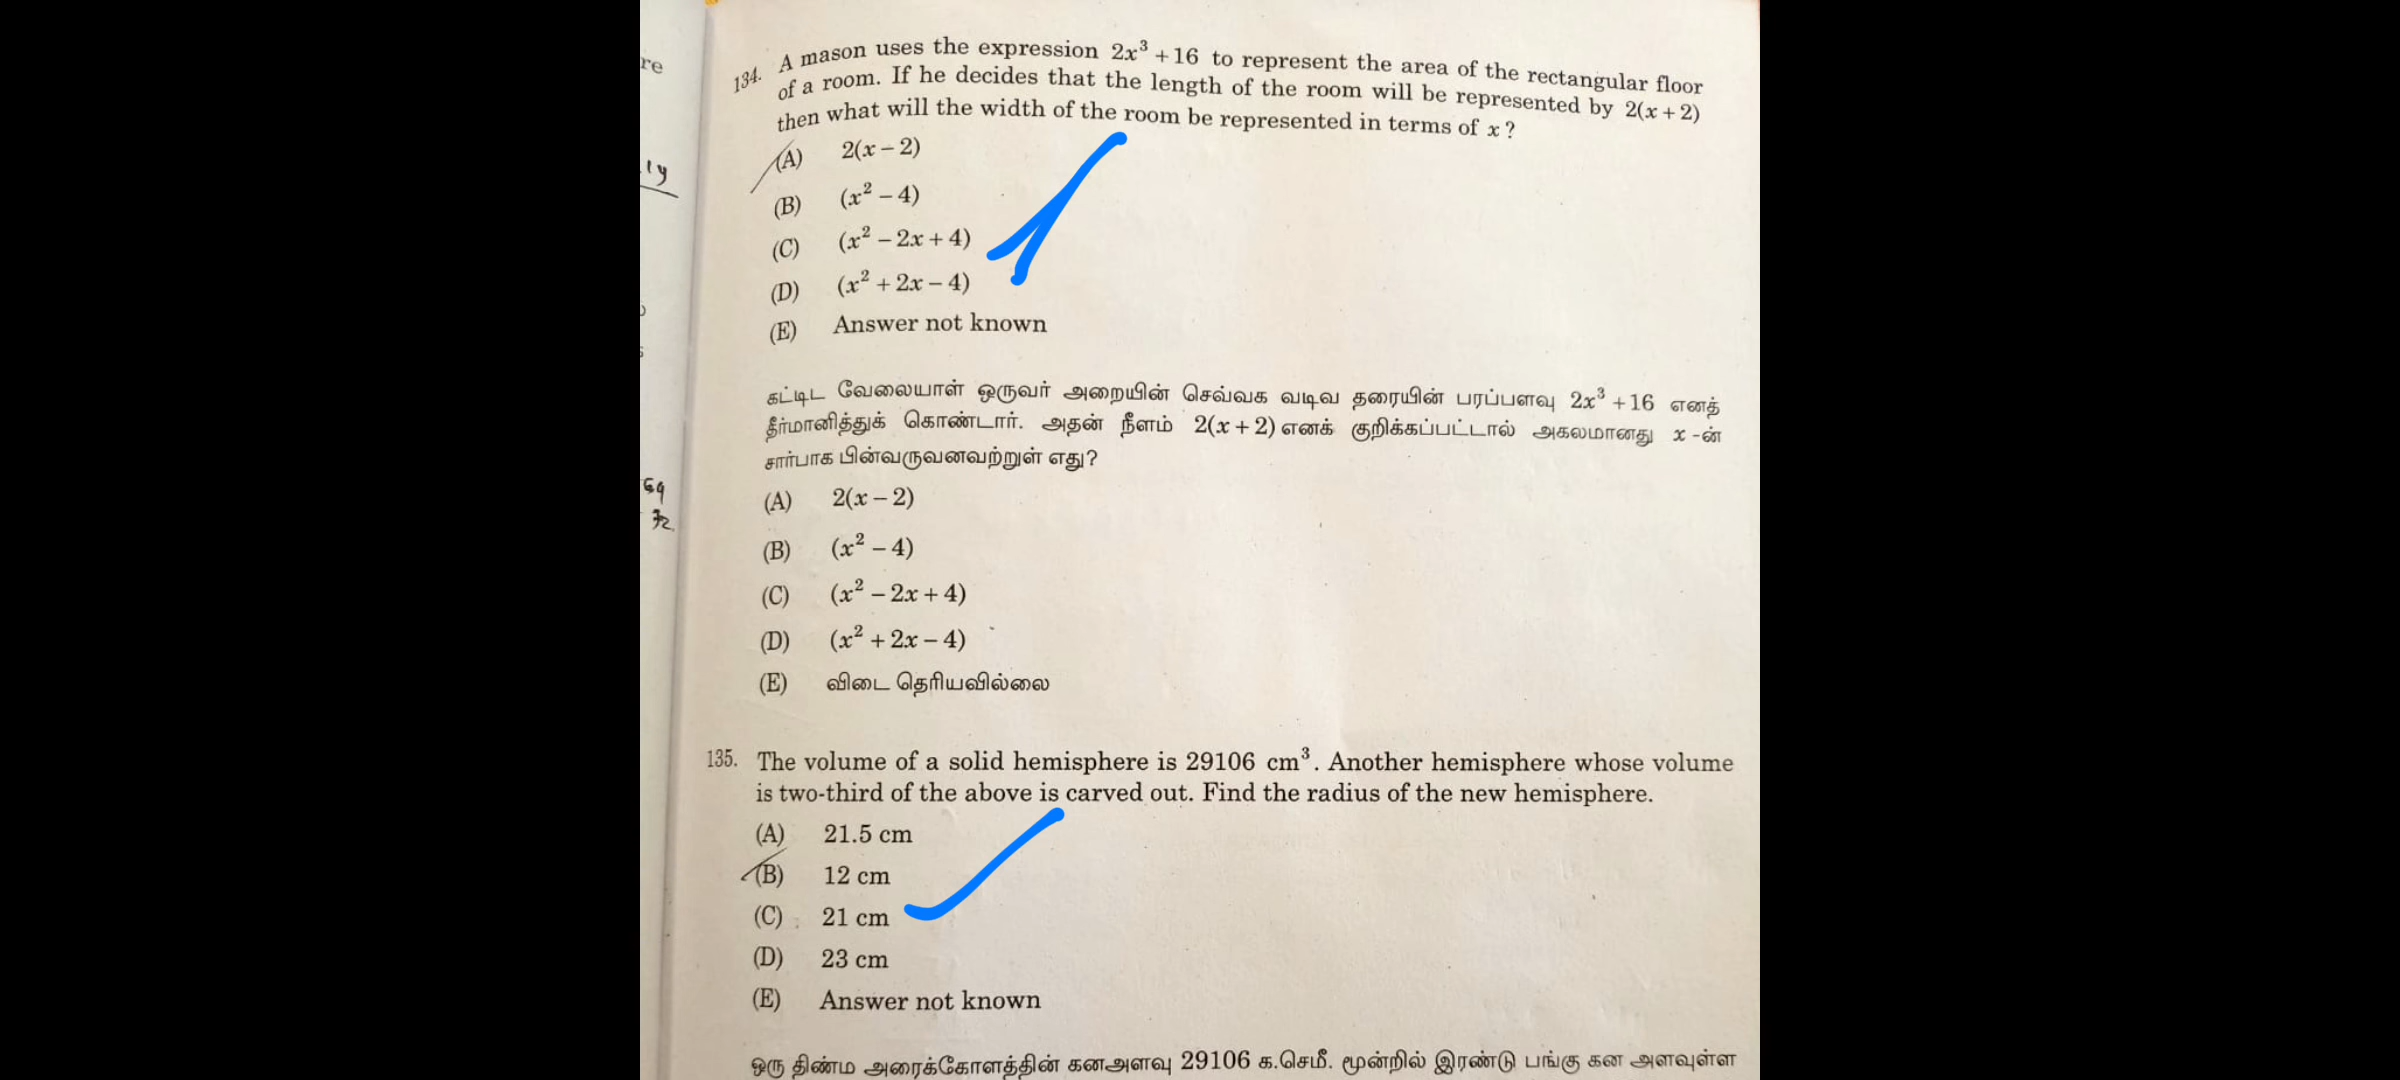 re
134. A mason uses the expression 2x³ + 16 to represent the area of the rectangular floor
of a room. If he decides that the length of the room will be represented by 2(x + 2)
then what will the width of the room be represented in terms of x ?
(A) 2(x – 2)
(B) (x² – 4)
(C) (x² – 2x + 4)
(D) (x² + 2x – 4)
(E) Answer not known
கட்டிட வேலையாள் ஒருவர் அறையின் செவ்வக வடிவ தரையின் பரப்பளவு 2x³ + 16 எனத்
தீர்மானித்துக் கொண்டார். அதன் நீளம் 2(x + 2) எனக் குறிக்கப்பட்டால் அகலமானது x -ன்
சார்பாக பின்வருவனவற்றுள் எது?
(A) 2(x – 2)
(B) (x² – 4)
(C) (x² – 2x + 4)
(D) (x² + 2x – 4)
(E) விடை தெரியவில்லை
135. The volume of a solid hemisphere is 29106 cm³. Another hemisphere whose volume
is two-third of the above is carved out. Find the radius of the new hemisphere.
(A) 21.5 cm
(B) 12 cm
(C) 21 cm
(D) 23 cm
(E) Answer not known
ஒரு திண்ம அரைக்கோளத்தின் கனஅளவு 29106 க.செமீ. மூன்றில் இரண்டு பங்கு கன அளவுள்ள